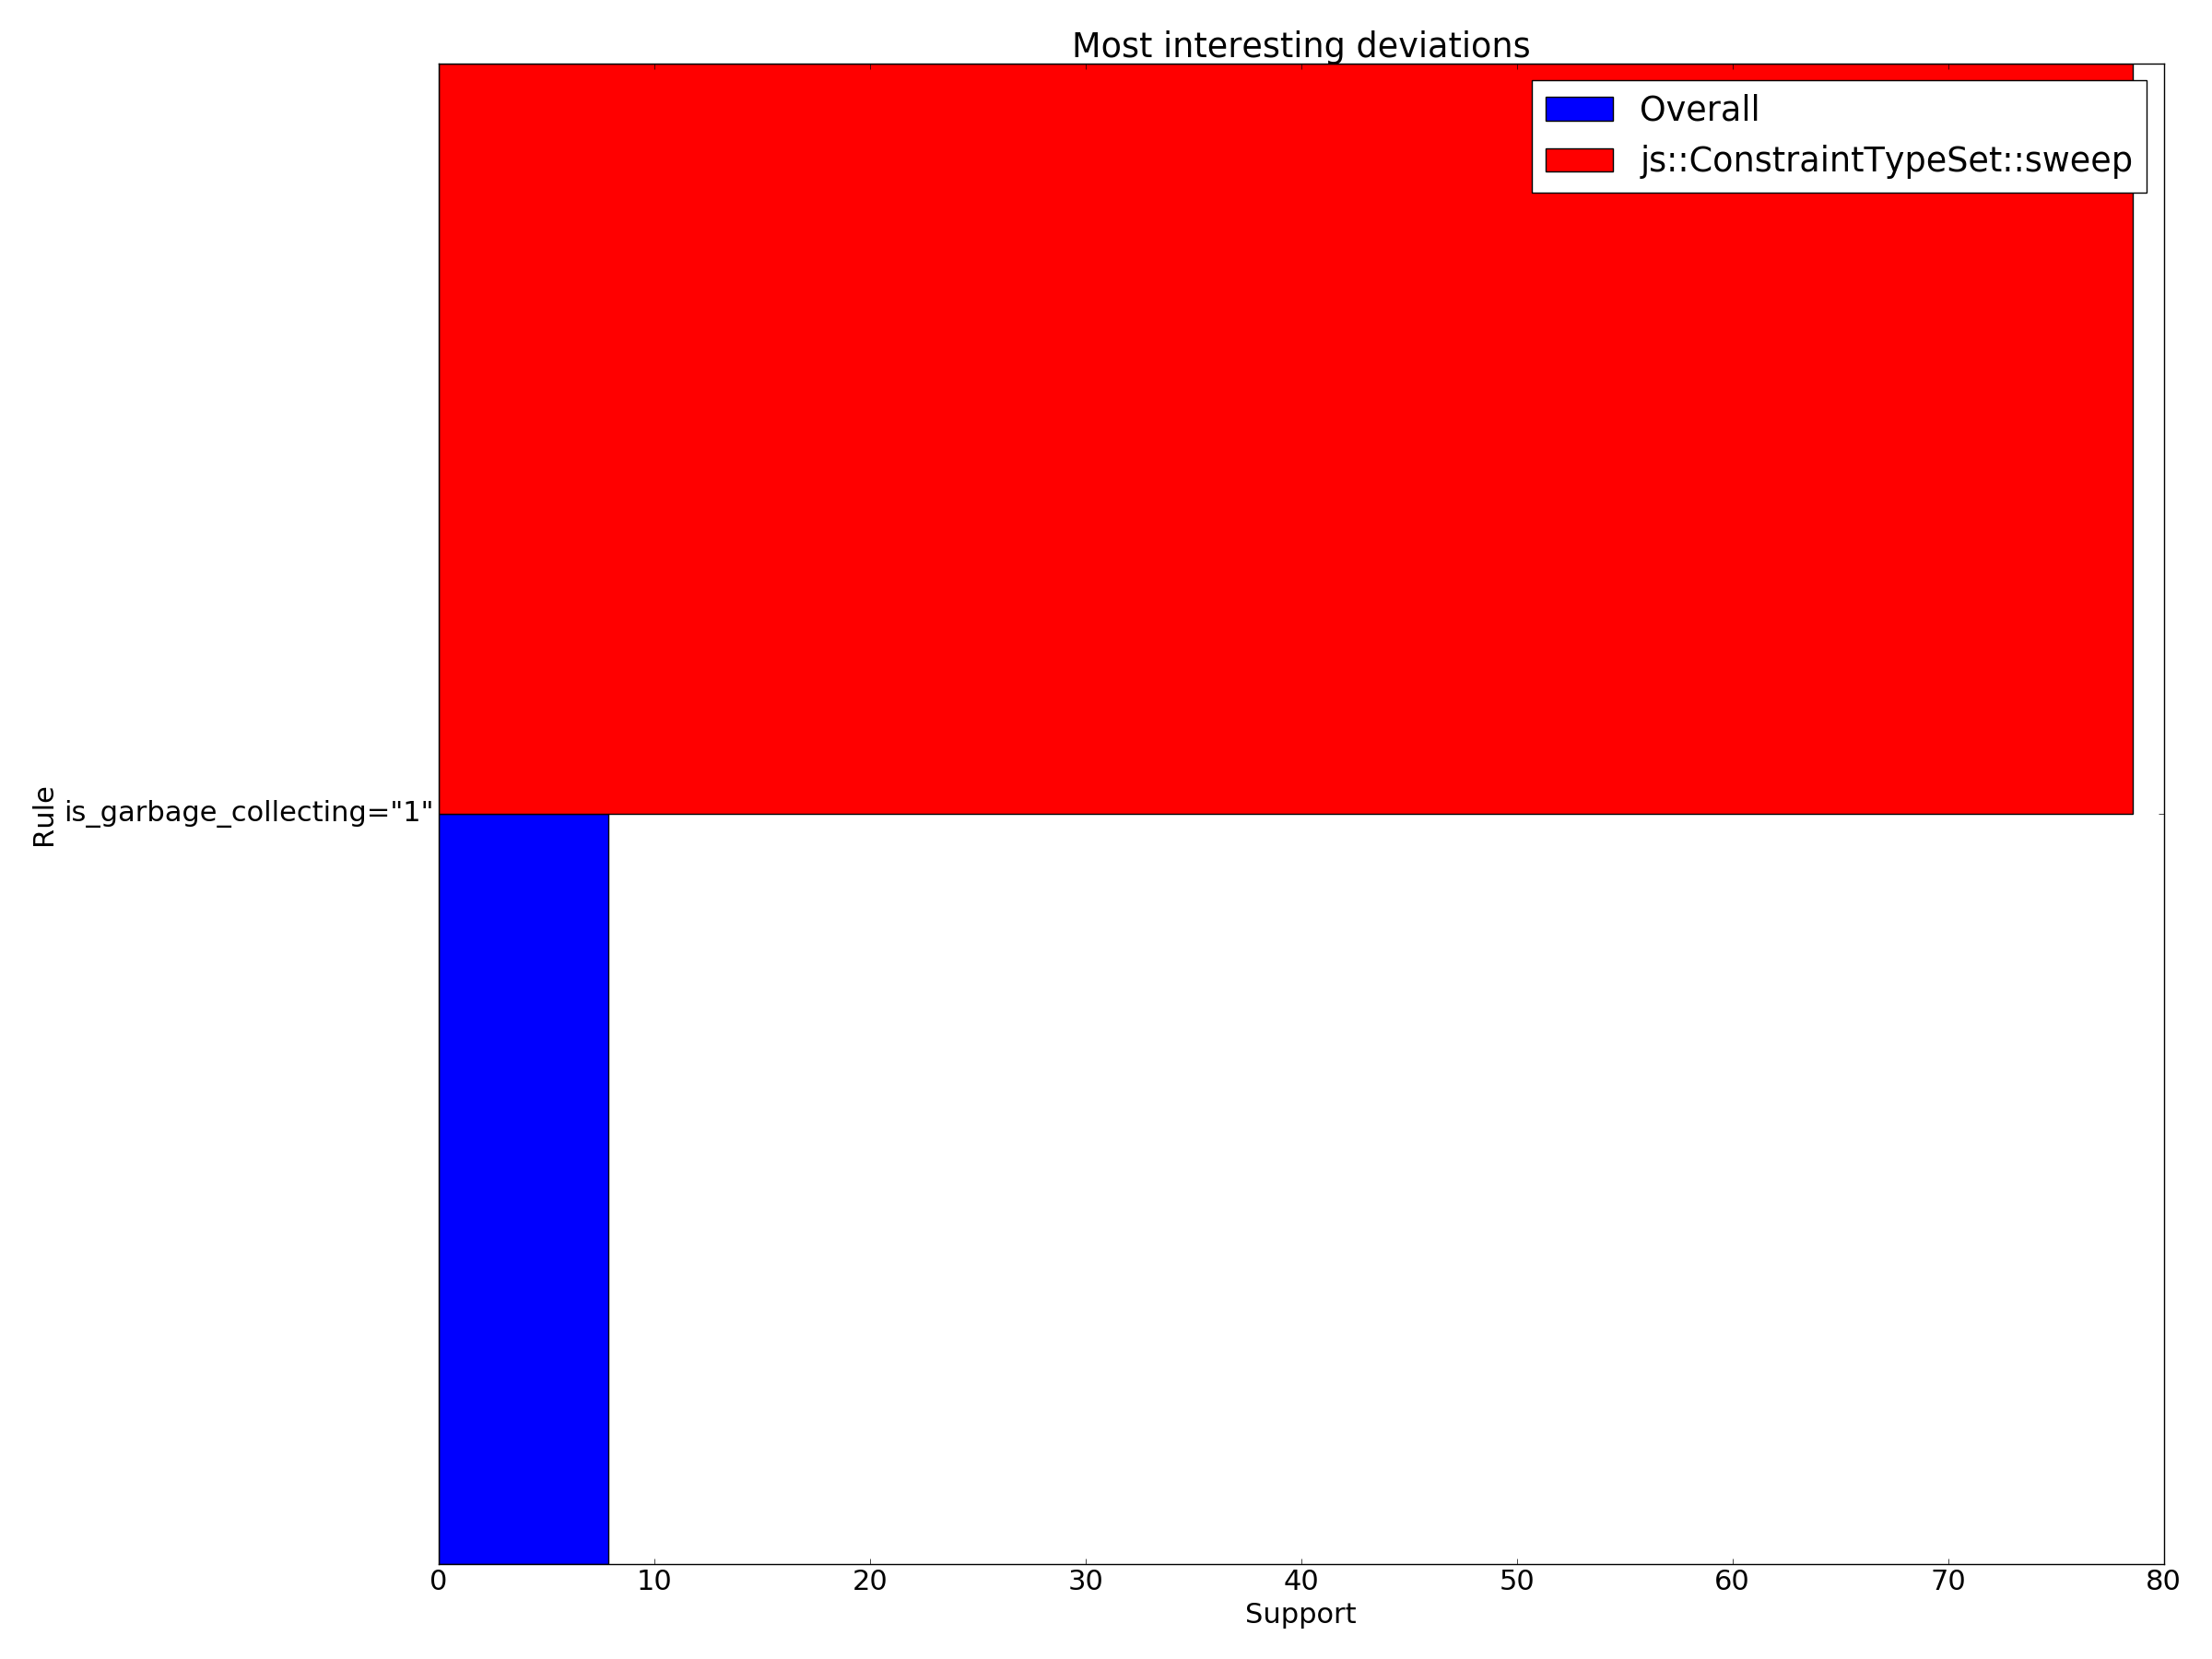 Most interesting deviations
Overall
js::ConstraintTypeSet::sweep
Rule
is_garbage_collecting="1"
0 10 20 30 40 50 60 70 80
Support